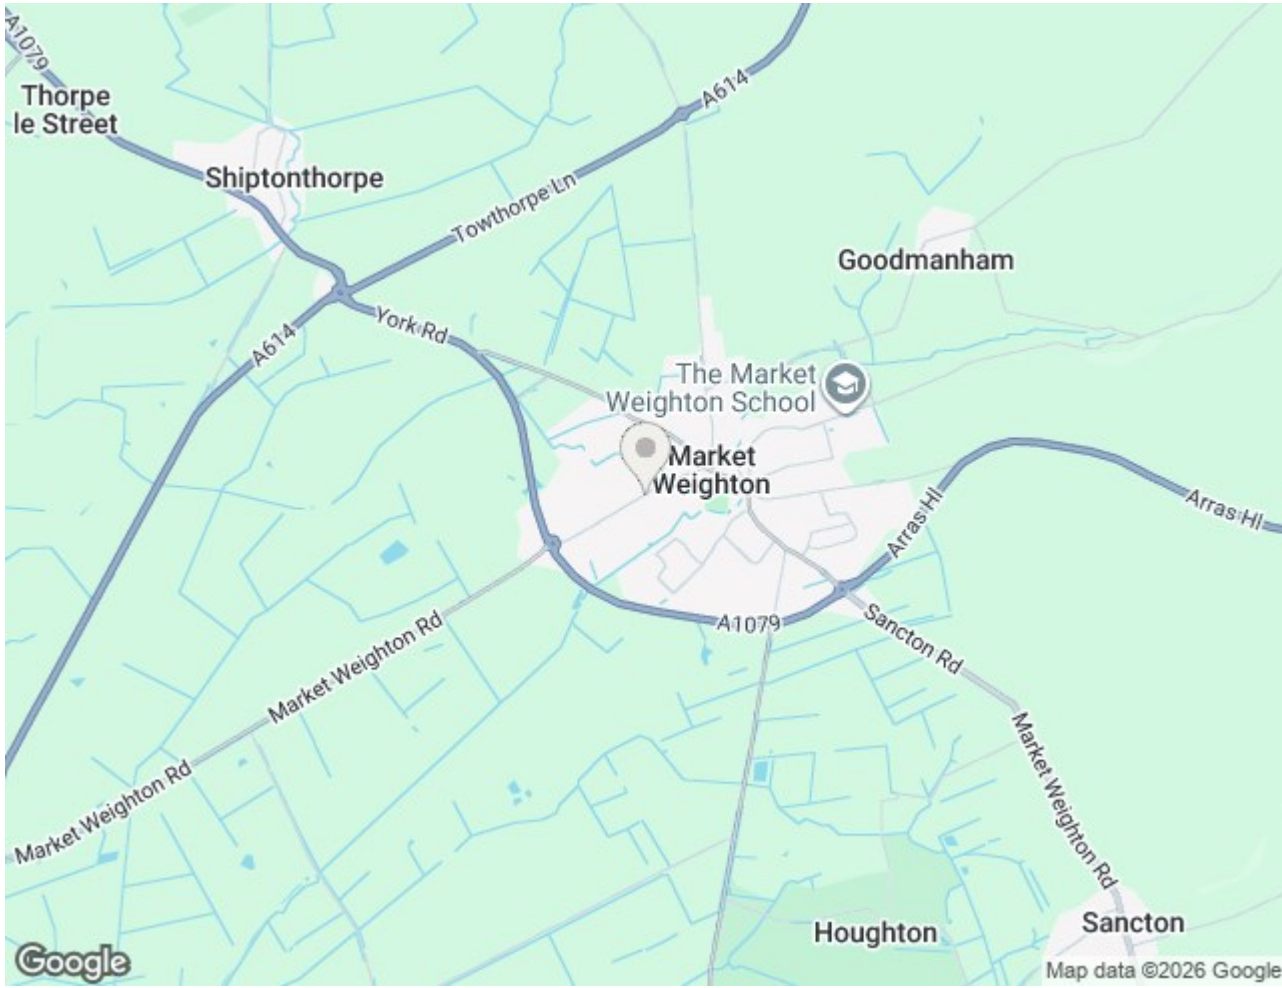 A1079
Thorpe
le Street
Shiptonthorpe
A614
Towthorpe Ln
Goodmanham
York Rd
A614
The Market
Weighton School
Market
Weighton
Arras Hl
Arras Hl
A1079
Sancton Rd
Market Weighton Rd
Market Weighton Rd
Market Weighton Rd
Houghton
Sancton
Google
Map data ©2026 Google